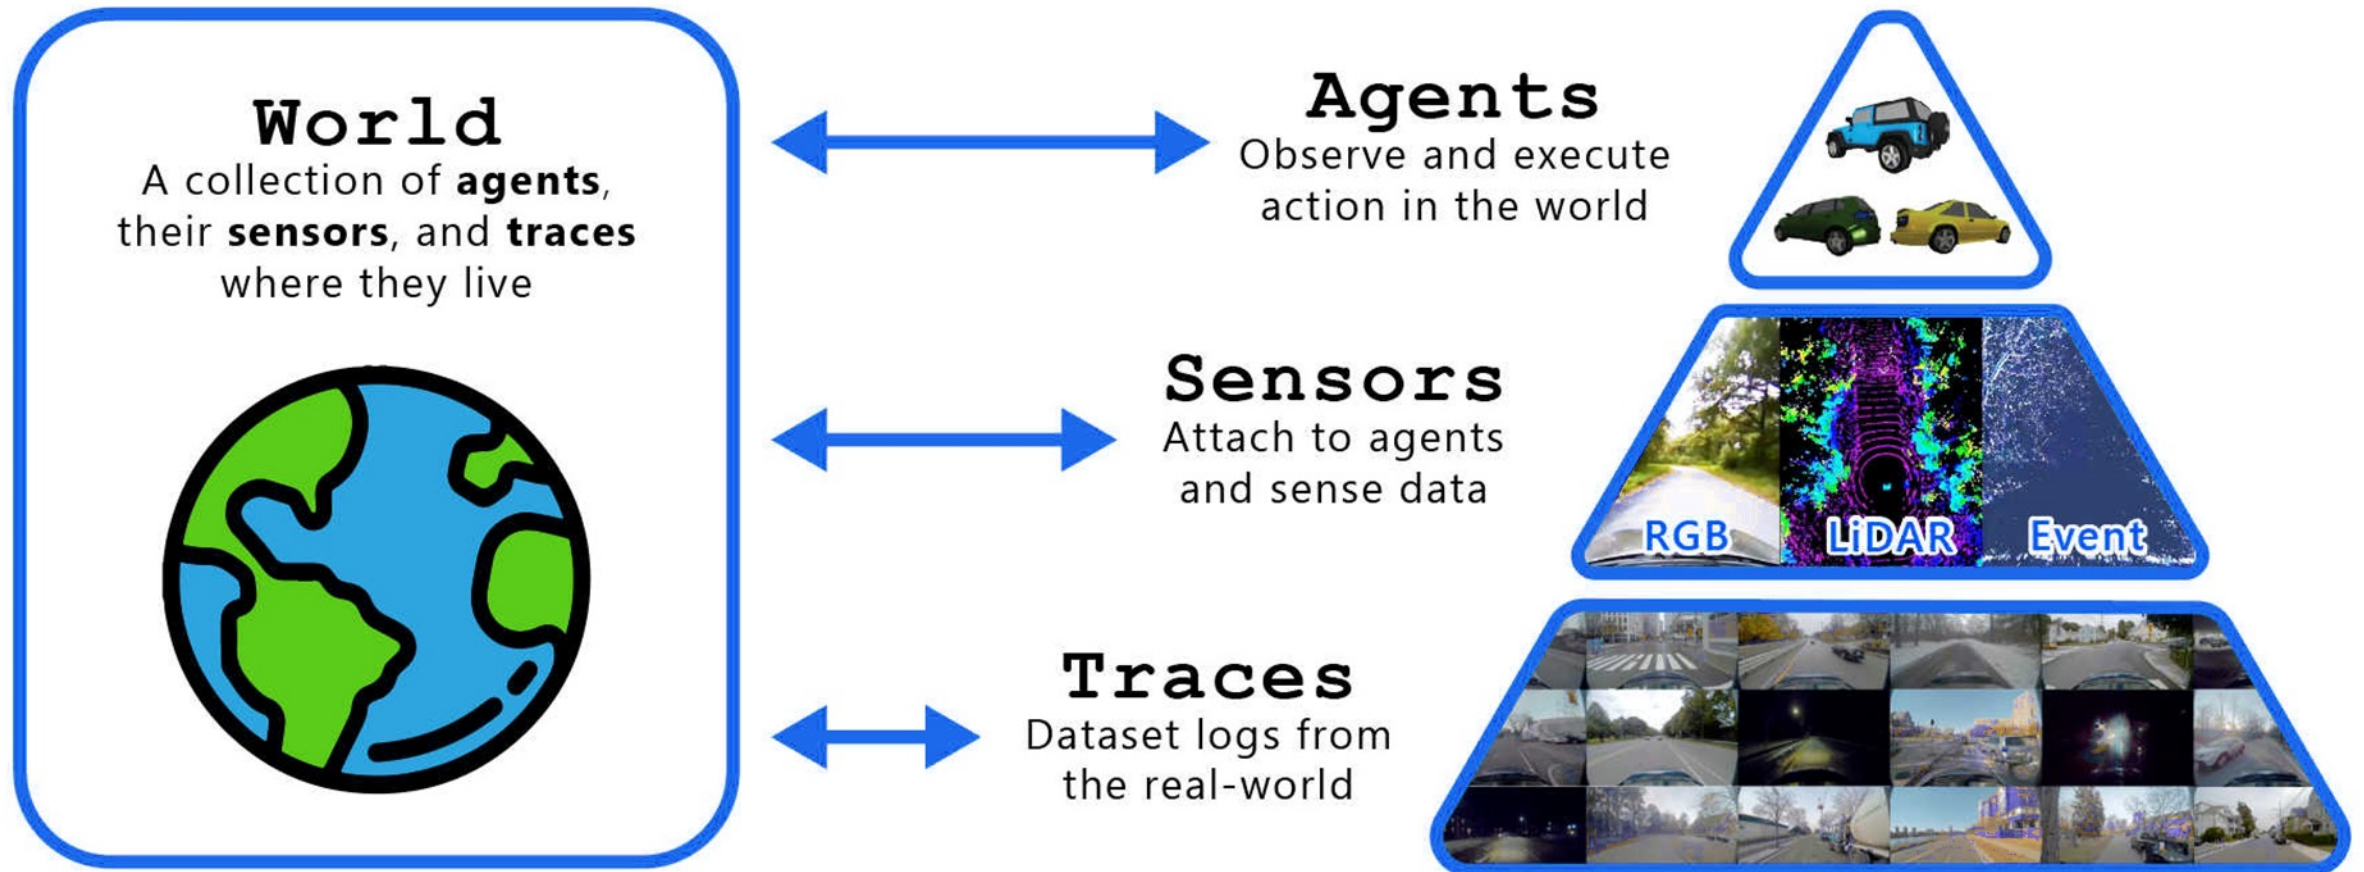 World
A collection of agents,
their sensors, and traces
where they live
Agents
Observe and execute
action in the world
Sensors
Attach to agents
and sense data
RGB
LiDAR
Event
Traces
Dataset logs from
the real-world